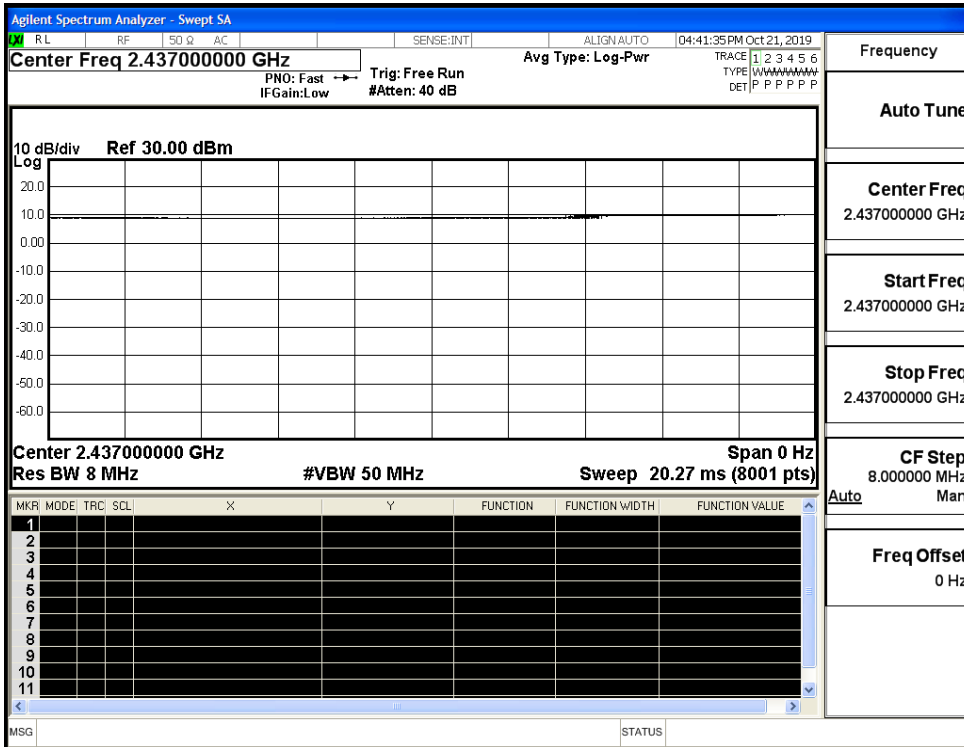 Agilent Spectrum Analyzer - Swept SA
LXI RL RF 50 Ω AC SENSE:INT ALIGN AUTO 04:41:35 PM Oct 21, 2019
Center Freq 2.437000000 GHz
PNO: Fast
IFGain:Low
Trig: Free Run
#Atten: 40 dB
Avg Type: Log-Pwr
TRACE 1 2 3 4 5 6
TYPE WWWWWW
DET P P P P P P
10 dB/div Ref 30.00 dBm
Log
20.0
10.0
0.00
-10.0
-20.0
-30.0
-40.0
-50.0
-60.0
Center 2.437000000 GHz Span 0 Hz
Res BW 8 MHz #VBW 50 MHz Sweep 20.27 ms (8001 pts)
MKR MODE TRC SCL X Y FUNCTION FUNCTION WIDTH FUNCTION VALUE
1
2
3
4
5
6
7
8
9
10
11
MSG STATUS
Frequency
Auto Tune
Center Freq
2.437000000 GHz
Start Freq
2.437000000 GHz
Stop Freq
2.437000000 GHz
CF Step
8.000000 MHz
Auto Man
Freq Offset
0 Hz